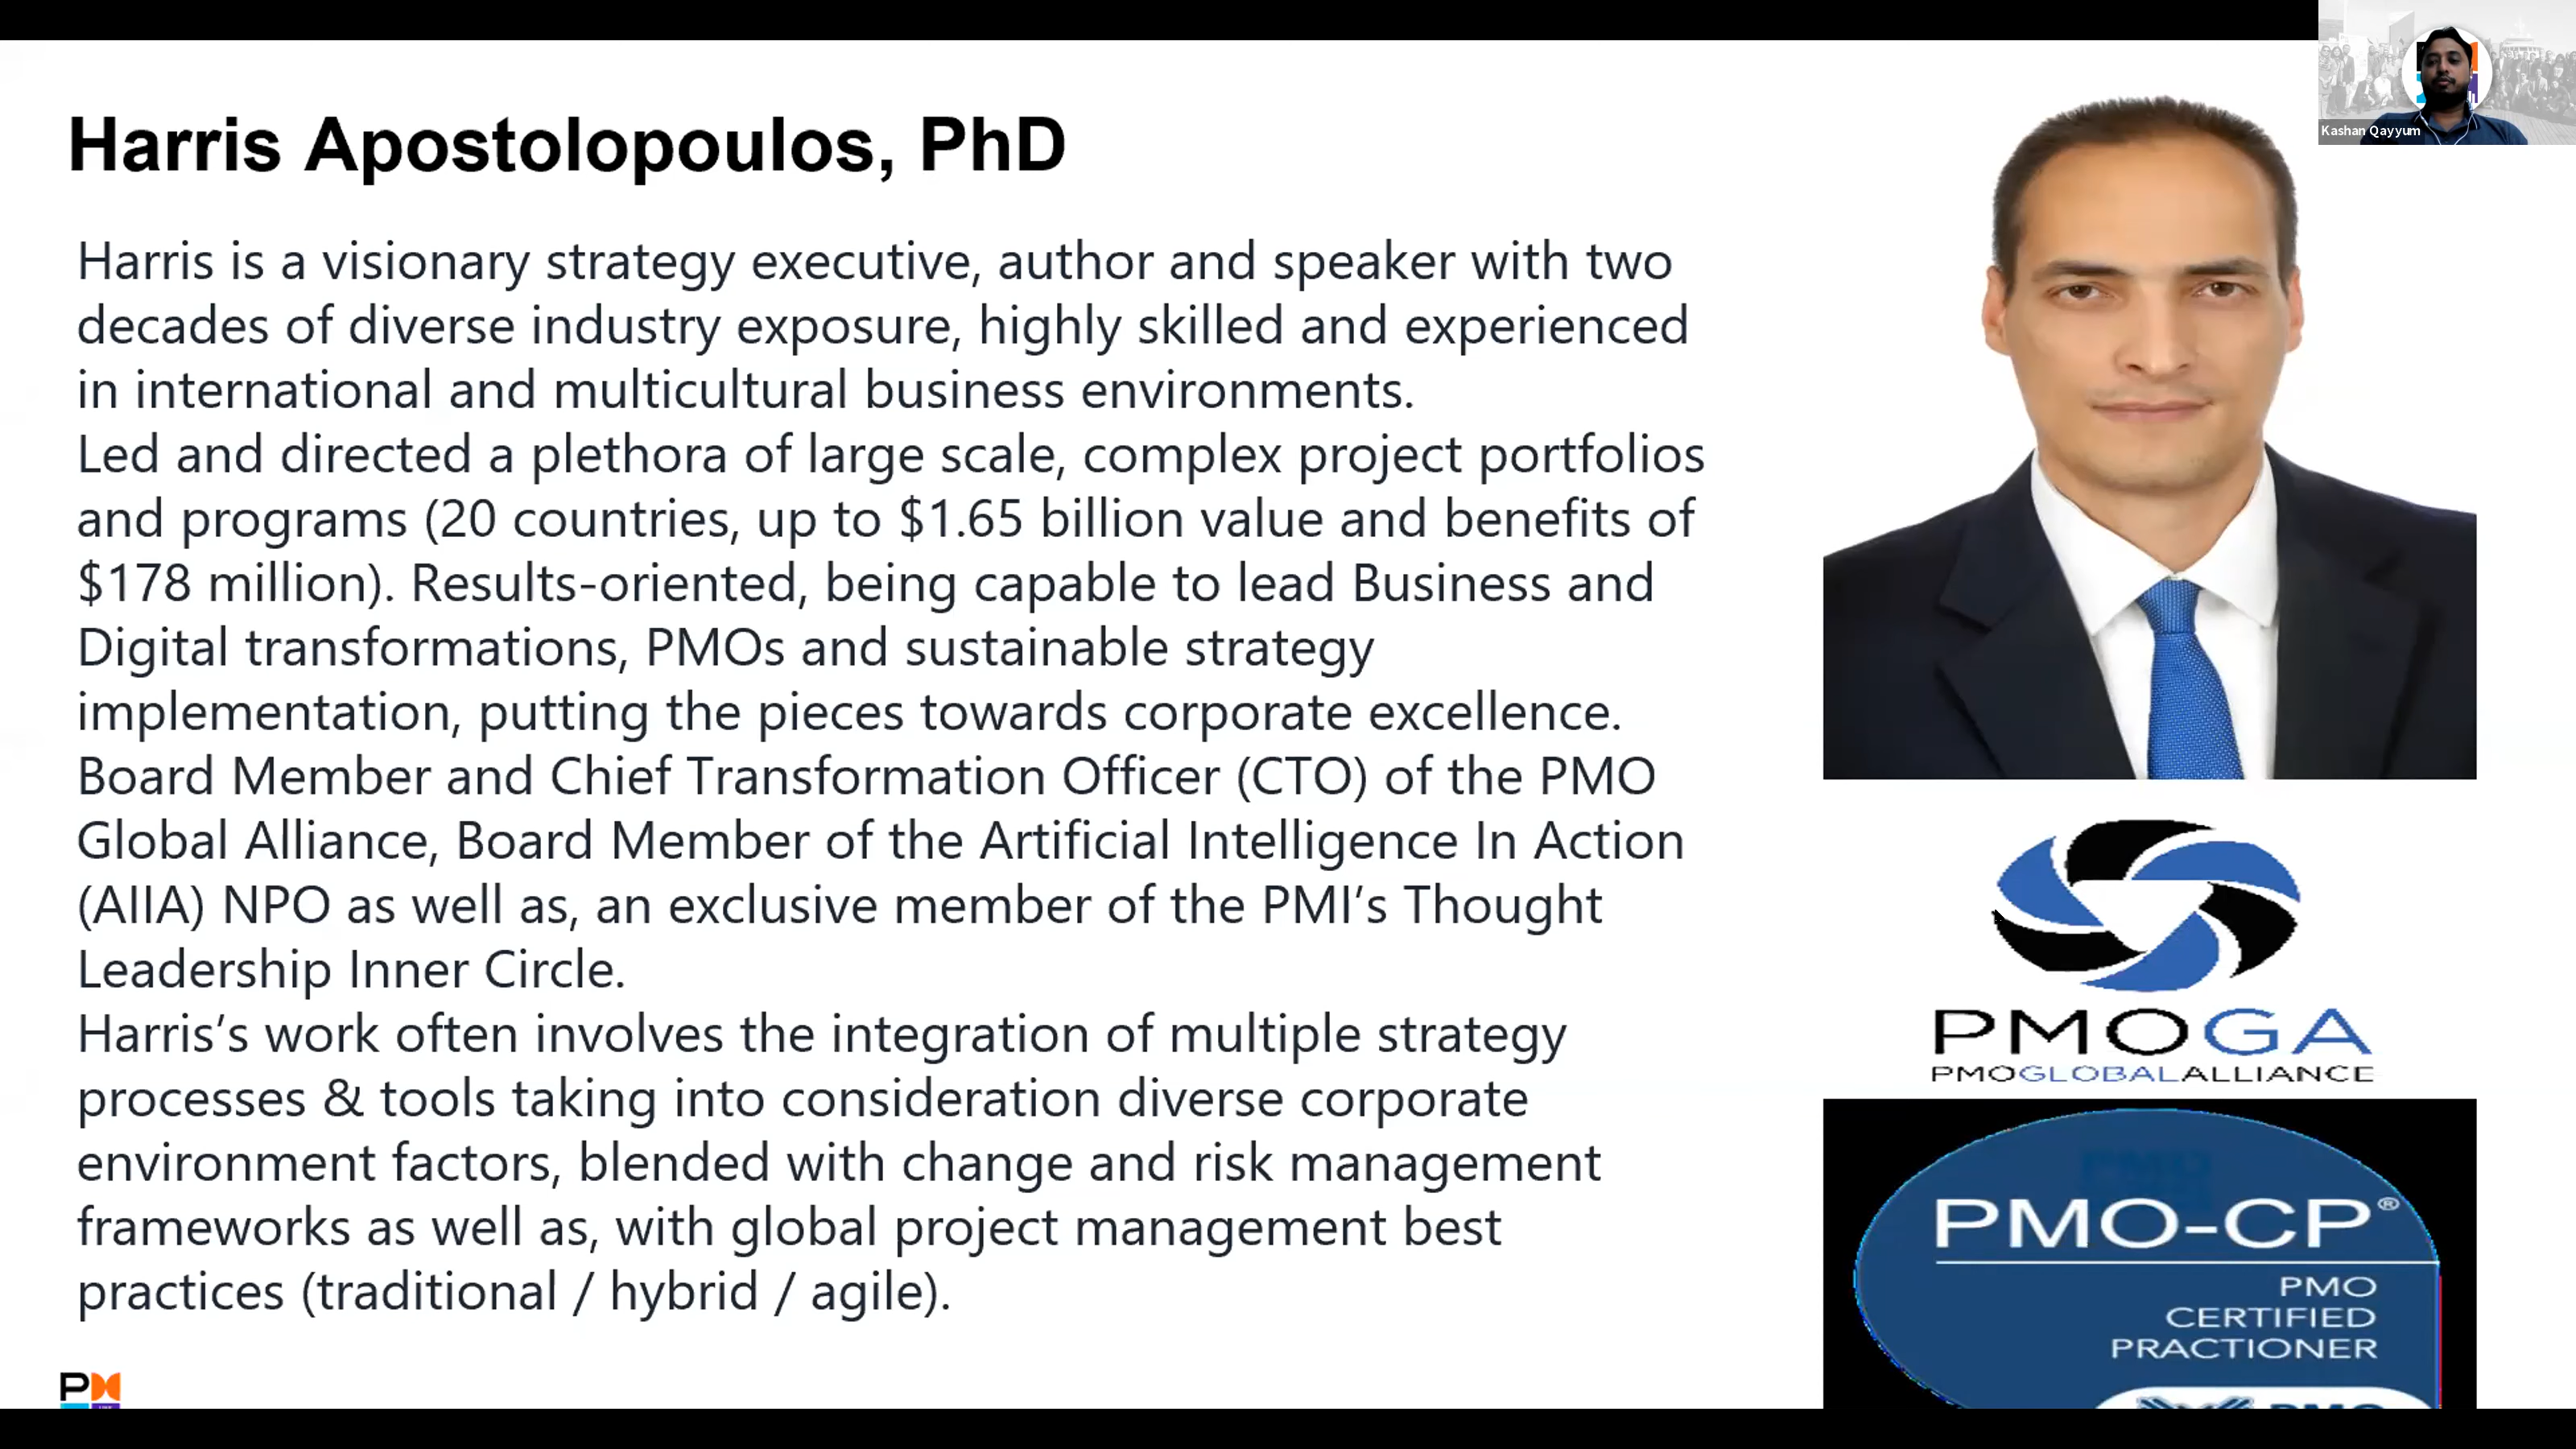 Kashan Qayyum
Harris Apostolopoulos, PhD
Harris is a visionary strategy executive, author and speaker with two
decades of diverse industry exposure, highly skilled and experienced
in international and multicultural business environments.
Led and directed a plethora of large scale, complex project portfolios
and programs (20 countries, up to $1.65 billion value and benefits of
$178 million). Results-oriented, being capable to lead Business and
Digital transformations, PMOs and sustainable strategy
implementation, putting the pieces towards corporate excellence.
Board Member and Chief Transformation Officer (CTO) of the PMO
Global Alliance, Board Member of the Artificial Intelligence In Action
(AIIA) NPO as well as, an exclusive member of the PMI’s Thought
Leadership Inner Circle.
Harris’s work often involves the integration of multiple strategy
processes & tools taking into consideration diverse corporate
environment factors, blended with change and risk management
frameworks as well as, with global project management best
practices (traditional / hybrid / agile).
PMOGA
PMOGLOBALALLIANCE
PMO-CP®
PMO
CERTIFIED
PRACTIONER